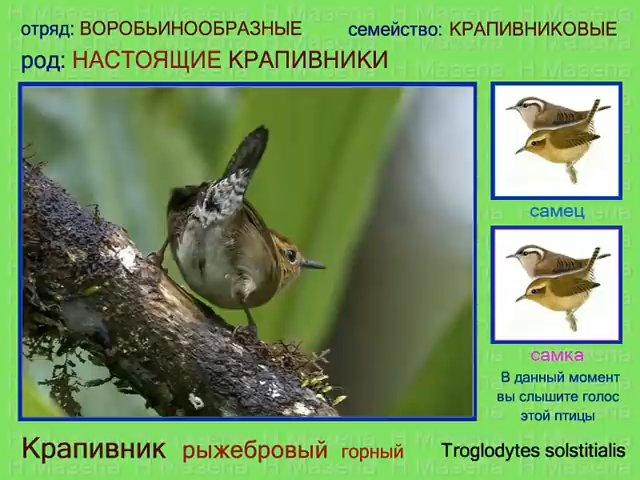 отряд: ВОРОБЬИНООБРАЗНЫЕ семейство: КРАПИВНИКОВЫЕ
род: НАСТОЯЩИЕ КРАПИВНИКИ
самец
самка
В данный момент
вы слышите голос
этой птицы
Крапивник рыжебровый горный Troglodytes solstitialis